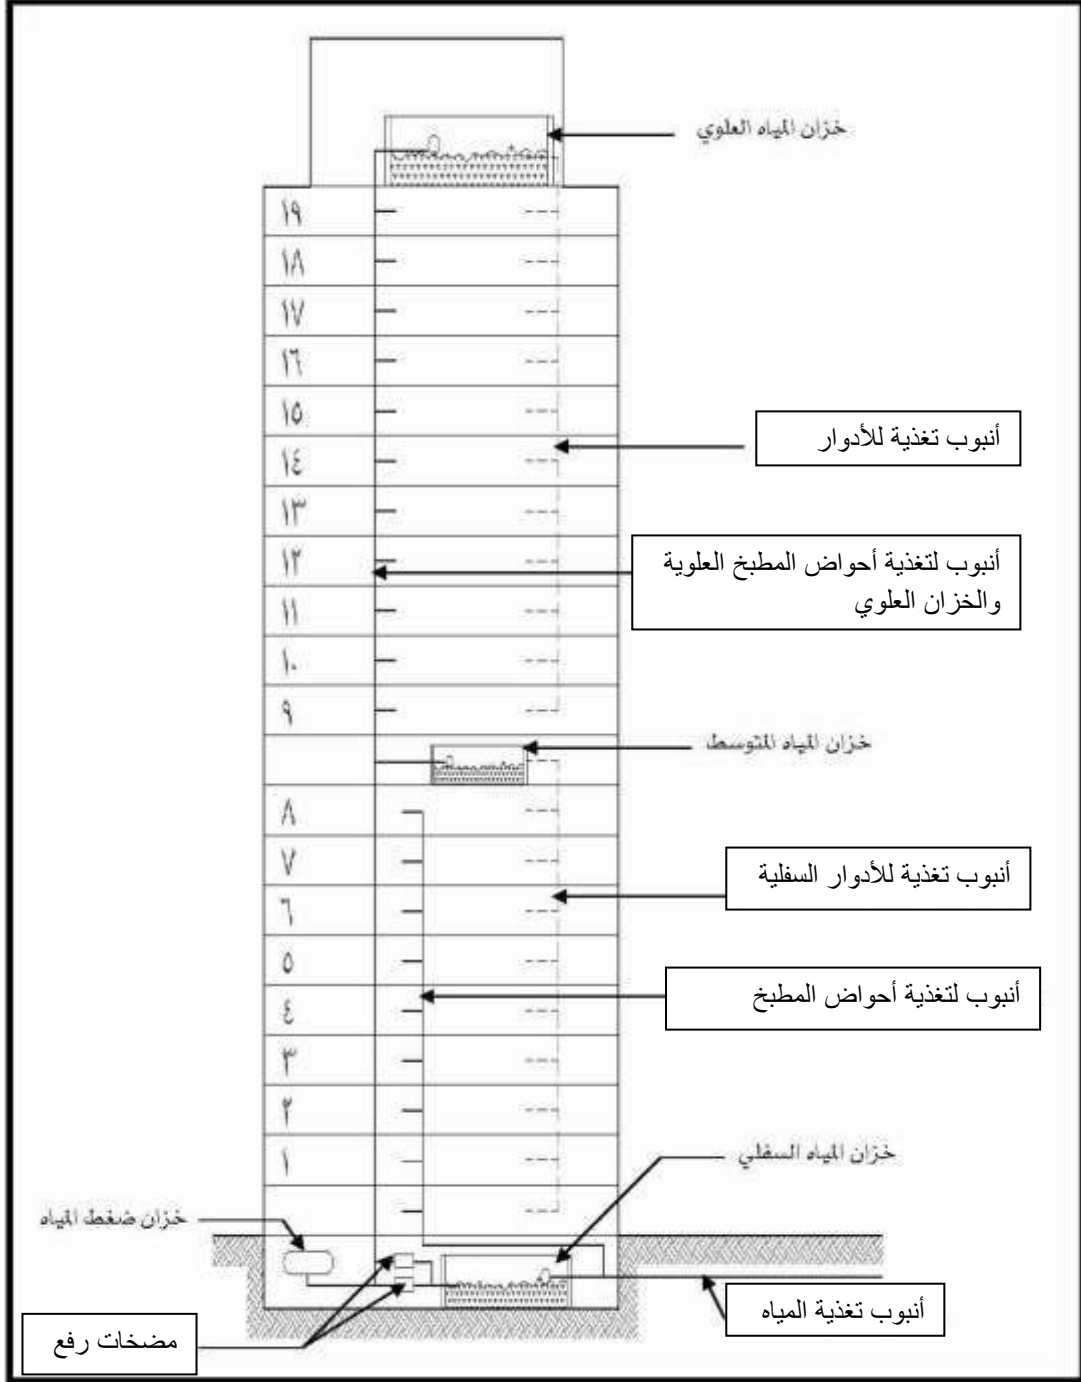 خزان المياه العلوي
١٩
١٨
١٧
١٦
١٥
أنبوب تغذية للأدوار
١٤
١٣
١٢
أنبوب لتغذية أحواض المطبخ العلوية
والخزان العلوي
١١
١٠
٩
خزان المياه المتوسط
٨
٧
أنبوب تغذية للأدوار السفلية
٦
٥
أنبوب لتغذية أحواض المطبخ
٤
٣
٢
١
خزان المياه السفلي
خزان ضغط المياه
أنبوب تغذية المياه
مضخات رفع